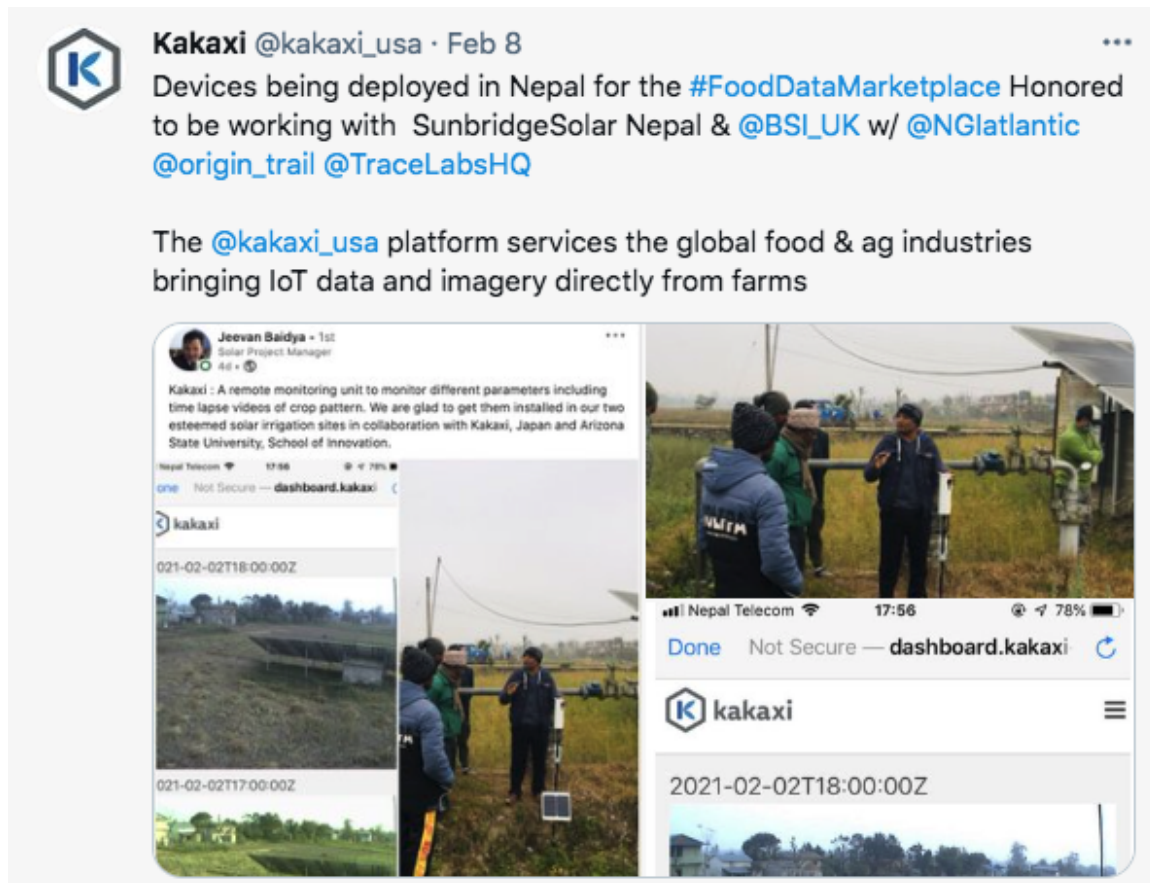 Kakaxi @kakaxi_usa · Feb 8
Devices being deployed in Nepal for the #FoodDataMarketplace Honored
to be working with SunbridgeSolar Nepal & @BSI_UK w/ @NGIatlantic
@origin_trail @TraceLabsHQ
The @kakaxi_usa platform services the global food & ag industries
bringing IoT data and imagery directly from farms
Jeevan Baidya • 1st
Solar Project Manager
4d •
Kakaxi : A remote monitoring unit to monitor different parameters including
time lapse videos of crop pattern. We are glad to get them installed in our two
esteemed solar irrigation sites in collaboration with Kakaxi, Japan and Arizona
State University, School of Innovation.
Nepal Telecom 17:56 78%
one Not Secure — dashboard.kakaxi
kakaxi
021-02-02T18:00:00Z
021-02-02T17:00:00Z
Nepal Telecom 17:56 78%
Done Not Secure — dashboard.kakaxi
kakaxi
2021-02-02T18:00:00Z